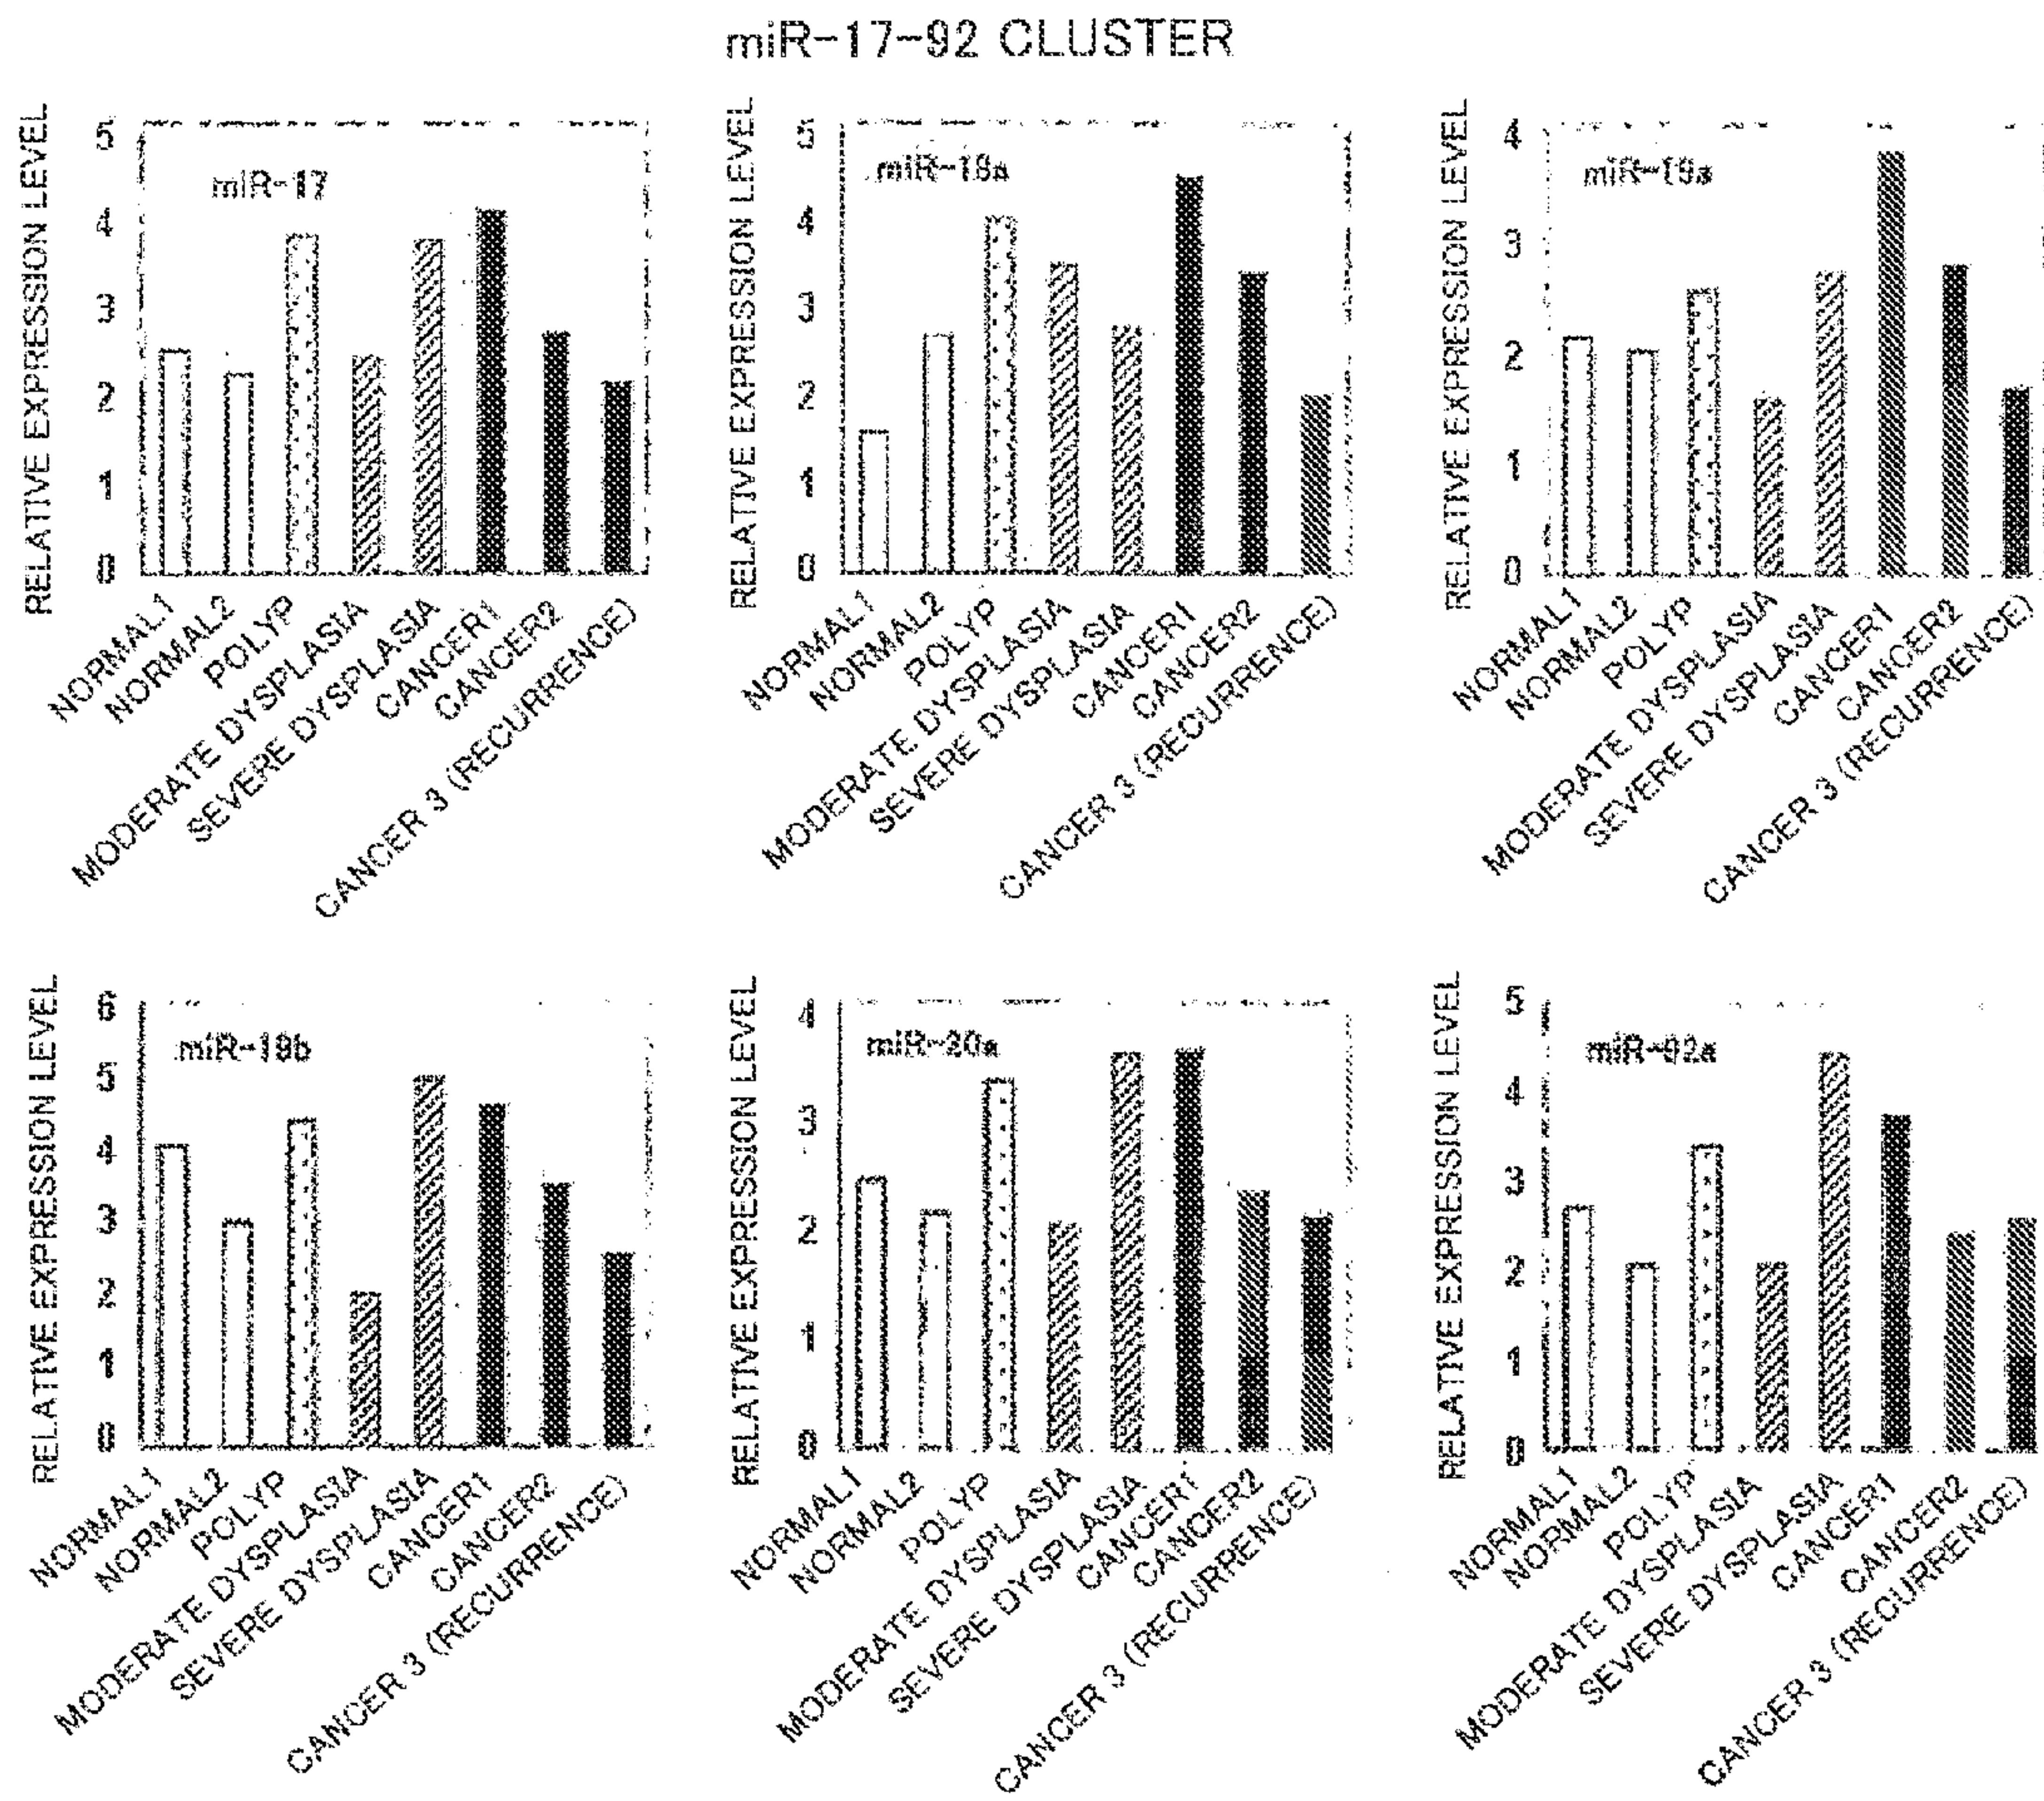 miR-17-92 CLUSTER
RELATIVE EXPRESSION LEVEL
5
4
3
2
1
0
miR-17
NORMAL1
NORMAL2
POLYP
MODERATE DYSPLASIA
SEVERE DYSPLASIA
CANCER1
CANCER2
CANCER 3 (RECURRENCE)
RELATIVE EXPRESSION LEVEL
5
4
3
2
1
0
miR-18a
NORMAL1
NORMAL2
POLYP
MODERATE DYSPLASIA
SEVERE DYSPLASIA
CANCER1
CANCER2
CANCER 3 (RECURRENCE)
RELATIVE EXPRESSION LEVEL
4
3
2
1
0
miR-19a
NORMAL1
NORMAL2
POLYP
MODERATE DYSPLASIA
SEVERE DYSPLASIA
CANCER1
CANCER2
CANCER 3 (RECURRENCE)
RELATIVE EXPRESSION LEVEL
6
5
4
3
2
1
0
miR-19b
NORMAL1
NORMAL2
POLYP
MODERATE DYSPLASIA
SEVERE DYSPLASIA
CANCER1
CANCER2
CANCER 3 (RECURRENCE)
RELATIVE EXPRESSION LEVEL
4
3
2
1
0
miR-20a
NORMAL1
NORMAL2
POLYP
MODERATE DYSPLASIA
SEVERE DYSPLASIA
CANCER1
CANCER2
CANCER 3 (RECURRENCE)
RELATIVE EXPRESSION LEVEL
5
4
3
2
1
0
miR-92a
NORMAL1
NORMAL2
POLYP
MODERATE DYSPLASIA
SEVERE DYSPLASIA
CANCER1
CANCER2
CANCER 3 (RECURRENCE)